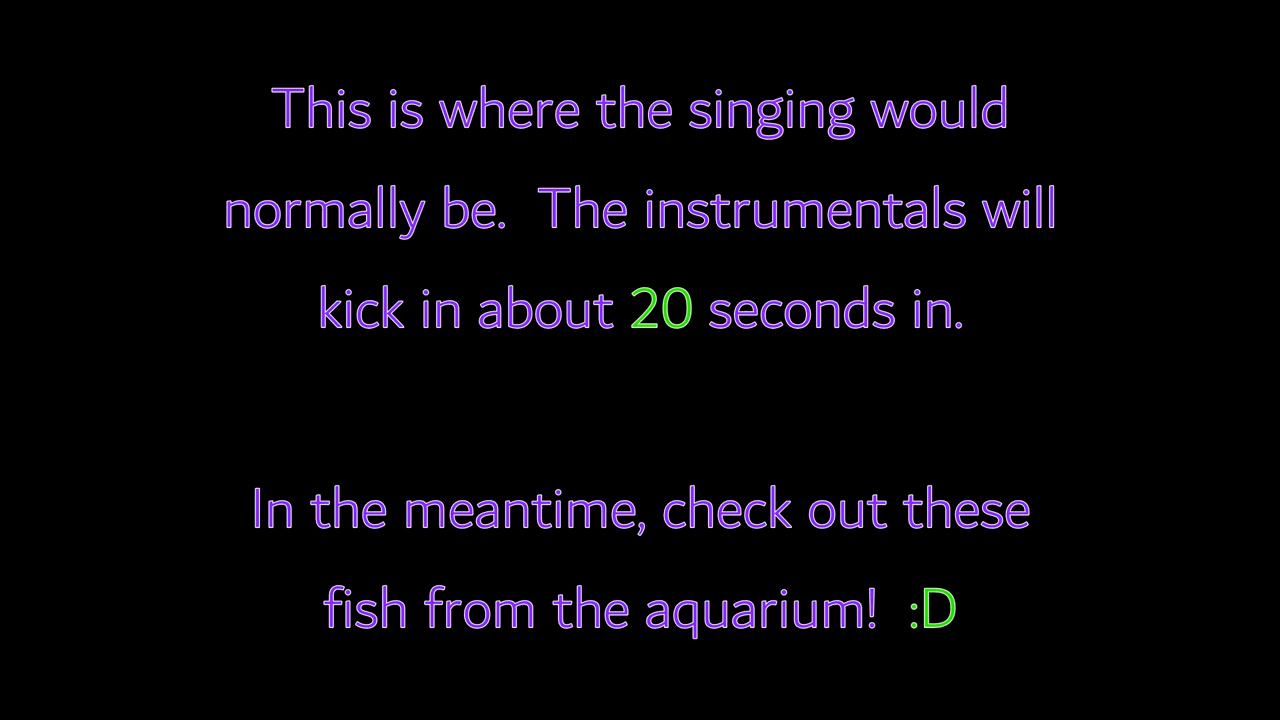 This is where the singing would
normally be.  The instrumentals will
kick in about 20 seconds in.
In the meantime, check out these
fish from the aquarium!  :D